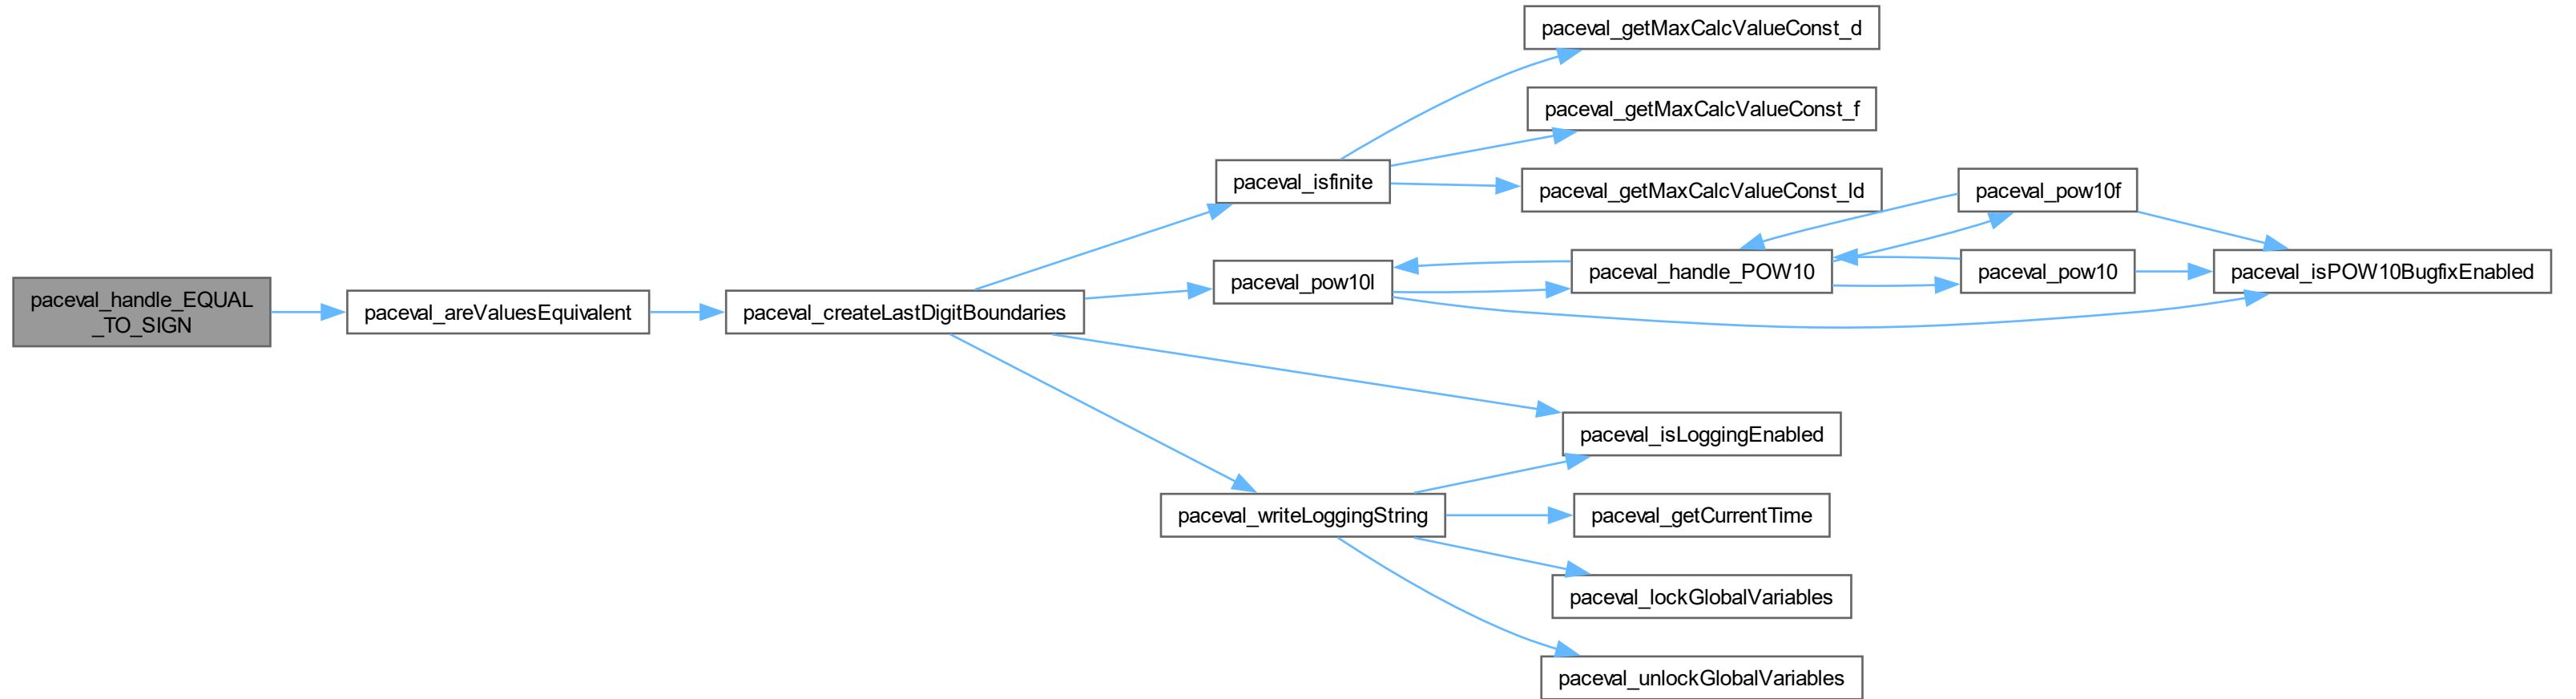 paceval_handle_EQUAL
_TO_SIGN
paceval_areValuesEquivalent
paceval_createLastDigitBoundaries
paceval_isfinite
paceval_getMaxCalcValueConst_d
paceval_getMaxCalcValueConst_f
paceval_getMaxCalcValueConst_ld
paceval_pow10l
paceval_handle_POW10
paceval_pow10f
paceval_pow10
paceval_isPOW10BugfixEnabled
paceval_isLoggingEnabled
paceval_writeLoggingString
paceval_getCurrentTime
paceval_lockGlobalVariables
paceval_unlockGlobalVariables